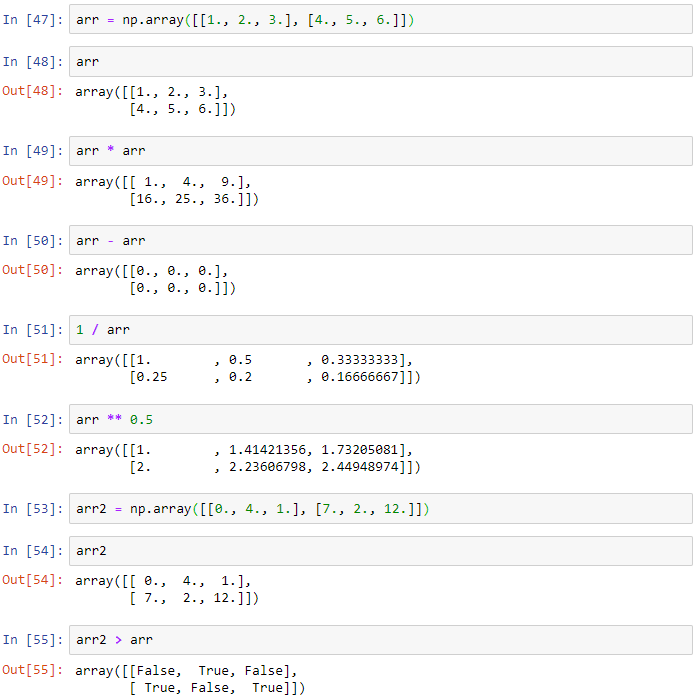 In [47]: arr = np.array([[1., 2., 3.], [4., 5., 6.]])
In [48]: arr
Out[48]: array([[1., 2., 3.],
       [4., 5., 6.]])
In [49]: arr * arr
Out[49]: array([[ 1.,  4.,  9.],
       [16., 25., 36.]])
In [50]: arr - arr
Out[50]: array([[0., 0., 0.],
       [0., 0., 0.]])
In [51]: 1 / arr
Out[51]: array([[1.        , 0.5       , 0.33333333],
       [0.25      , 0.2       , 0.16666667]])
In [52]: arr ** 0.5
Out[52]: array([[1.        , 1.41421356, 1.73205081],
       [2.        , 2.23606798, 2.44948974]])
In [53]: arr2 = np.array([[0., 4., 1.], [7., 2., 12.]])
In [54]: arr2
Out[54]: array([[ 0.,  4.,  1.],
       [ 7.,  2., 12.]])
In [55]: arr2 > arr
Out[55]: array([[False,  True, False],
       [ True, False,  True]])